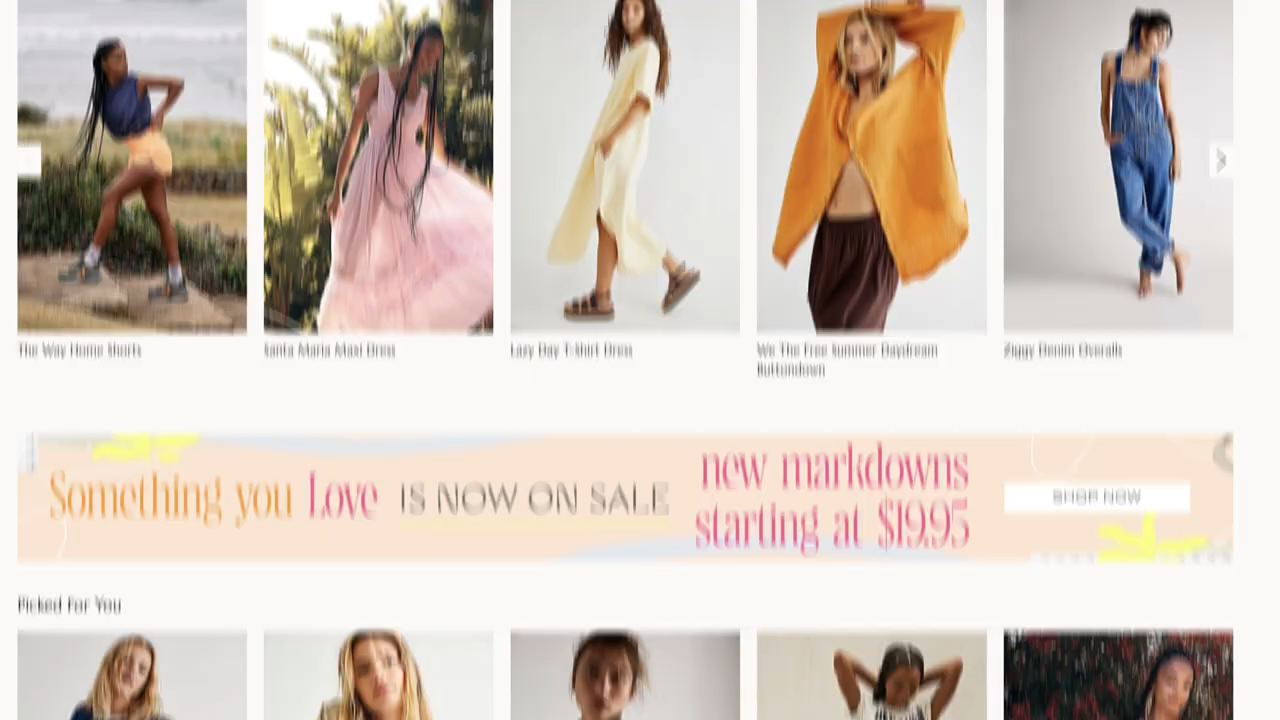 The Way Home Shorts
Santa Maria Maxi Dress
Lazy Day T-Shirt Dress
We The Free Summer Daydream
Buttondown
Ziggy Denim Overalls
Something you Love IS NOW ON SALE
new markdowns
starting at $19.95
SHOP NOW
Picked For You